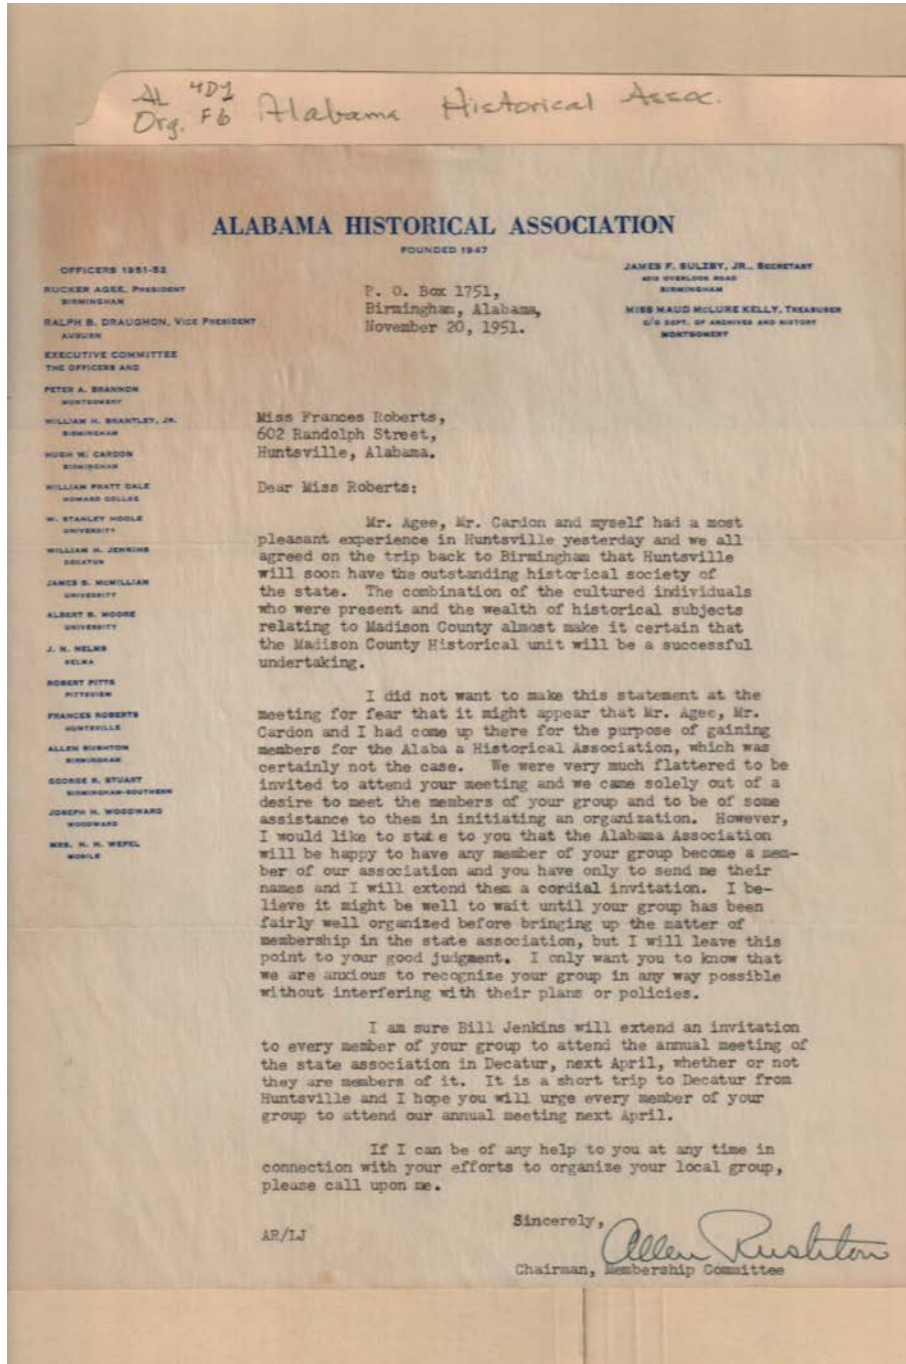 AL 4D1
Org. F6 Alabama Historical Assoc.
ALABAMA HISTORICAL ASSOCIATION
FOUNDED 1947
OFFICERS 1951-52
RUCKER AGEE, PRESIDENT
BIRMINGHAM
RALPH B. DRAUGHON, VICE PRESIDENT
AUBURN
EXECUTIVE COMMITTEE
THE OFFICERS AND
PETER A. BRANNON
MONTGOMERY
WILLIAM H. BRANTLEY, JR.
BIRMINGHAM
HUGH W. CARDON
BIRMINGHAM
WILLIAM PRATT DALE
HOWARD COLLGE
W. STANLEY HOOLE
UNIVERSITY
WILLIAM H. JENKINS
DECATUR
JAMES B. McMILLIAN
UNIVERSITY
ALBERT B. MOORE
UNIVERSITY
J. H. NELMS
SELMA
ROBERT PITTS
PITTSVIEW
FRANCES ROBERTS
HUNTSVILLE
ALLEN RUSHTON
BIRMINGHAM
GEORGE R. STUART
BIRMINGHAM-SOUTHERN
JOSEPH H. WOODWARD
WOODWARD
MRS. H. H. WEFEL
MOBILE
JAMES F. SULZBY, JR., SECRETARY
4213 OVERLOOK ROAD
BIRMINGHAM
MISS MAUD McLURE KELLY, TREASURER
C/O DEPT. OF ARCHIVES AND HISTORY
MONTGOMERY
P. O. Box 1751,
Birmingham, Alabama,
November 20, 1951.
Miss Frances Roberts,
602 Randolph Street,
Huntsville, Alabama.
Dear Miss Roberts:
Mr. Agee, Mr. Cardon and myself had a most
pleasant experience in Huntsville yesterday and we all
agreed on the trip back to Birmingham that Huntsville
will soon have the outstanding historical society of
the state. The combination of the cultured individuals
who were present and the wealth of historical subjects
relating to Madison County almost make it certain that
the Madison County Historical unit will be a successful
undertaking.
I did not want to make this statement at the
meeting for fear that it might appear that Mr. Agee, Mr.
Cardon and I had come up there for the purpose of gaining
members for the Alaba a Historical Association, which was
certainly not the case. We were very much flattered to be
invited to attend your meeting and we came solely out of a
desire to meet the members of your group and to be of some
assistance to them in initiating an organization. However,
I would like to state to you that the Alabama Association
will be happy to have any member of your group become a mem-
ber of our association and you have only to send me their
names and I will extend them a cordial invitation. I be-
lieve it might be well to wait until your group has been
fairly well organized before bringing up the matter of
membership in the state association, but I will leave this
point to your good judgment. I only want you to know that
we are anxious to recognize your group in any way possible
without interfering with their plans or policies.
I am sure Bill Jenkins will extend an invitation
to every member of your group to attend the annual meeting of
the state association in Decatur, next April, whether or not
they are members of it. It is a short trip to Decatur from
Huntsville and I hope you will urge every member of your
group to attend our annual meeting next April.
If I can be of any help to you at any time in
connection with your efforts to organize your local group,
please call upon me.
Sincerely,
AR/LJ
Allen Rushton
Chairman, Membership Committee